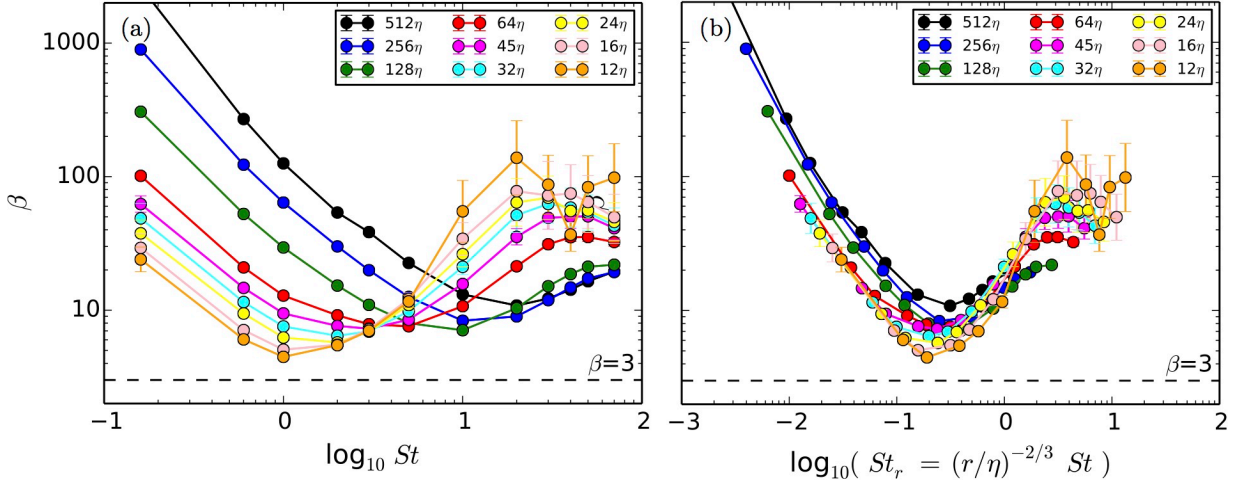 (a)
512η 64η 24η
256η 45η 16η
128η 32η 12η
1000
100
10
β
β=3
−1 0 1 2
log₁₀ St
(b)
512η 64η 24η
256η 45η 16η
128η 32η 12η
β=3
−3 −2 −1 0 1 2
log₁₀( Stᵣ = (r/η)⁻²ᐟ³ St )